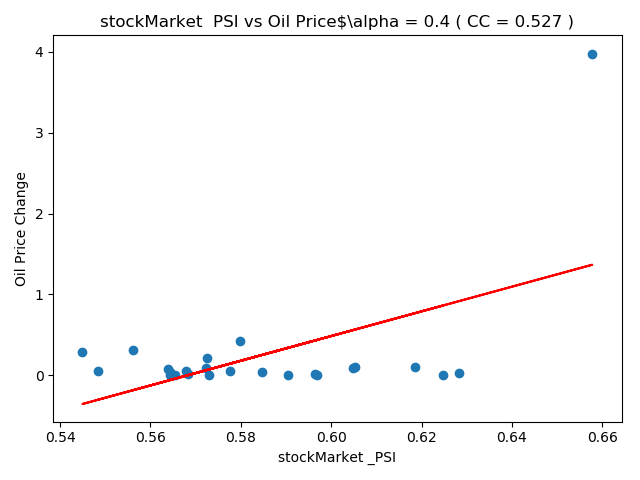 stockMarket  PSI vs Oil Price$\alpha = 0.4 ( CC = 0.527 )
4
3
2
1
0
Oil Price Change
0.54 0.56 0.58 0.60 0.62 0.64 0.66
stockMarket _PSI